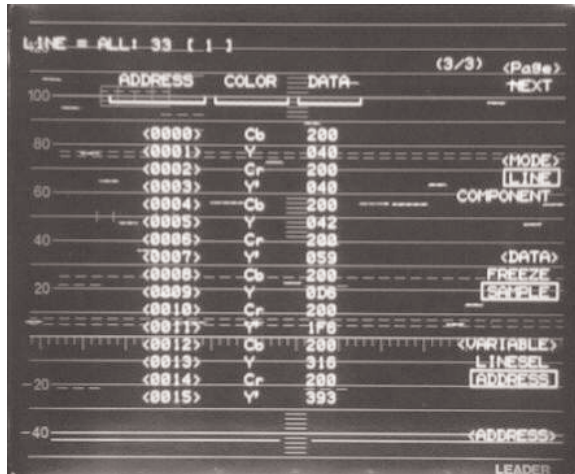 LINE = ALL: 33 [ 1 ]
(3/3) <Page>
ADDRESS COLOR DATA NEXT
100
<0000> Cb 200
80
<0001> Y 040
<0002> Cr 200 <MODE>
<0003> Y' 040 LINE
60
<0004> Cb 200 COMPONENT
<0005> Y 042
40
<0006> Cr 200
<0007> Y' 059 <DATA>
<0008> Cb 200 FREEZE
20
<0009> Y 0D6 SAMPLE
<0010> Cr 200
<0011> Y' 1F6
<0012> Cb 200 <VARIABLE>
<0013> Y 316 LINESEL
<0014> Cr 200 ADDRESS
-20
<0015> Y' 393
-40
<ADDRESS>
LEADER